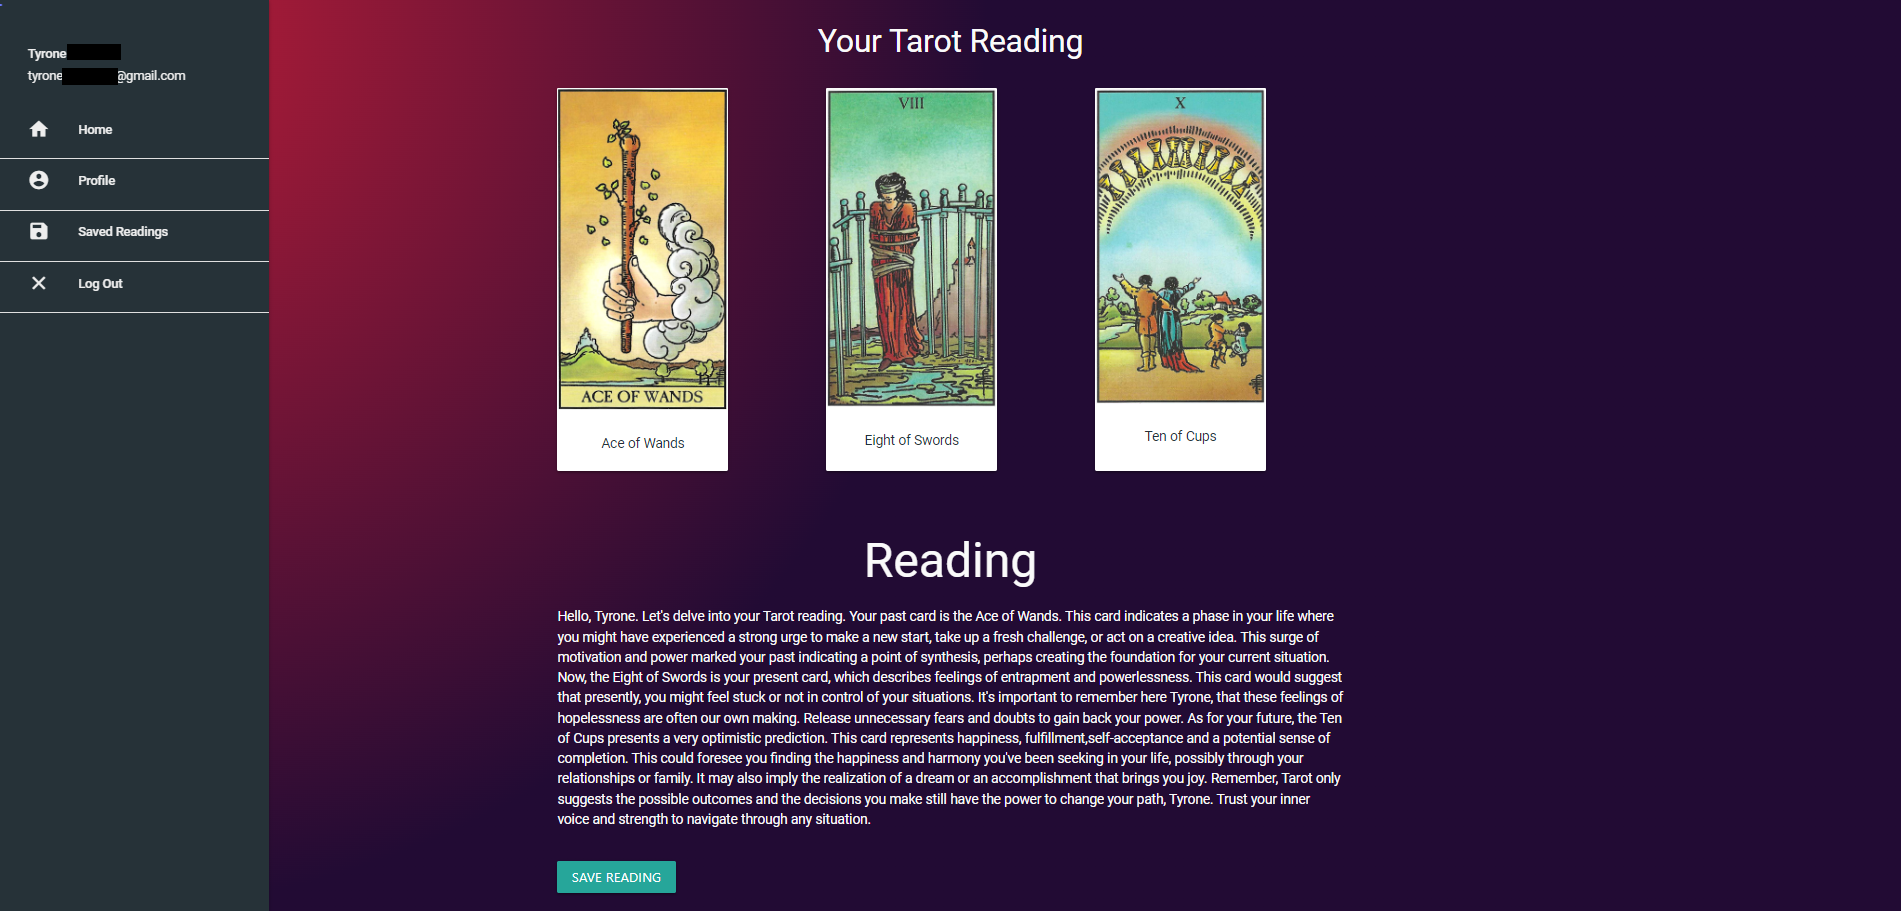 Tyrone
tyrone @gmail.com
Home
Profile
Saved Readings
Log Out
Your Tarot Reading
VIII
X
ACE OF WANDS
Ace of Wands
Eight of Swords
Ten of Cups
Reading
Hello, Tyrone. Let's delve into your Tarot reading. Your past card is the Ace of Wands. This card indicates a phase in your life where
you might have experienced a strong urge to make a new start, take up a fresh challenge, or act on a creative idea. This surge of
motivation and power marked your past indicating a point of synthesis, perhaps creating the foundation for your current situation.
Now, the Eight of Swords is your present card, which describes feelings of entrapment and powerlessness. This card would suggest
that presently, you might feel stuck or not in control of your situations. It's important to remember here Tyrone, that these feelings of
hopelessness are often our own making. Release unnecessary fears and doubts to gain back your power. As for your future, the Ten
of Cups presents a very optimistic prediction. This card represents happiness, fulfillment,self-acceptance and a potential sense of
completion. This could foresee you finding the happiness and harmony you've been seeking in your life, possibly through your
relationships or family. It may also imply the realization of a dream or an accomplishment that brings you joy. Remember, Tarot only
suggests the possible outcomes and the decisions you make still have the power to change your path, Tyrone. Trust your inner
voice and strength to navigate through any situation.
SAVE READING